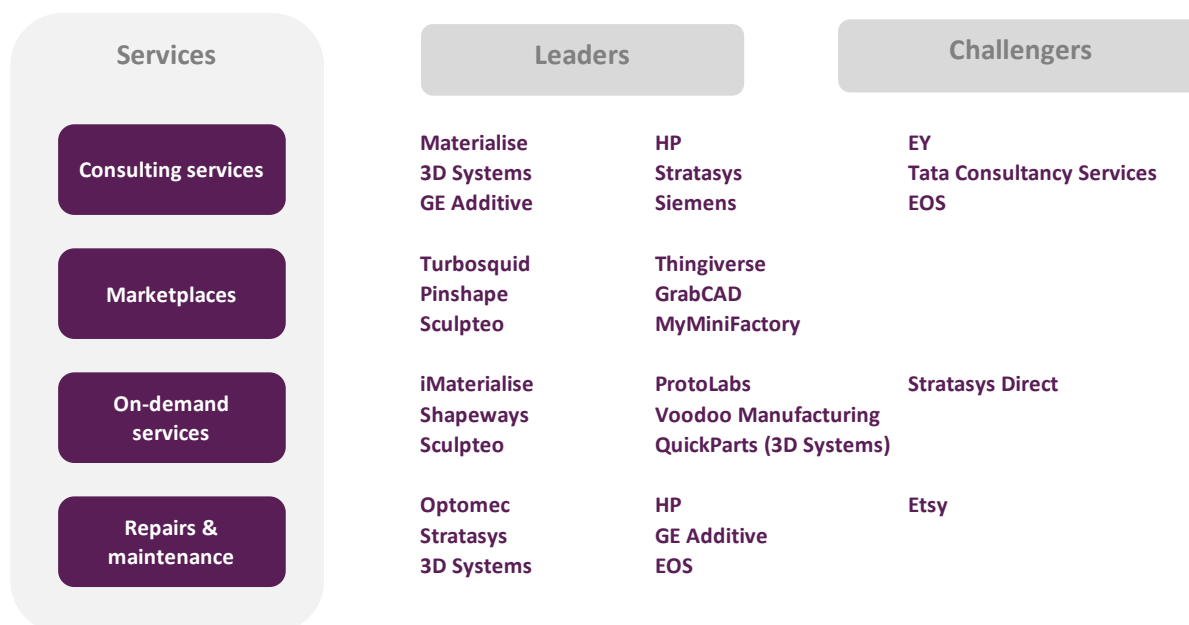 Services
Leaders
Challengers
Consulting services
Materialise
HP
EY
3D Systems
Stratasys
Tata Consultancy Services
GE Additive
Siemens
EOS
Marketplaces
Turbosquid
Thingiverse
Pinshape
GrabCAD
Sculpteo
MyMiniFactory
On-demand
services
iMaterialise
ProtoLabs
Stratasys Direct
Shapeways
Voodoo Manufacturing
Sculpteo
QuickParts (3D Systems)
Repairs &
maintenance
Optomec
HP
Etsy
Stratasys
GE Additive
3D Systems
EOS